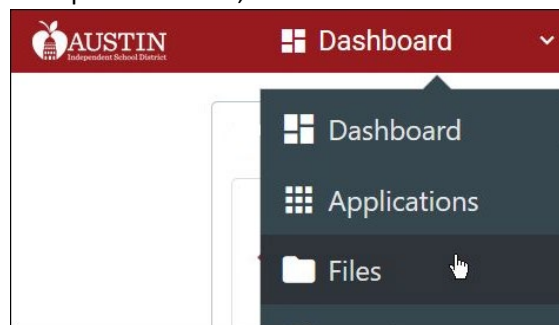 AUSTIN
Independent School District
Dashboard
Dashboard
Applications
Files